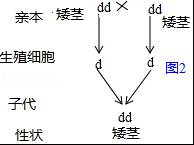 亲本 矮茎 dd × dd 矮茎
生殖细胞 d d 图2
子代 dd
性状 矮茎